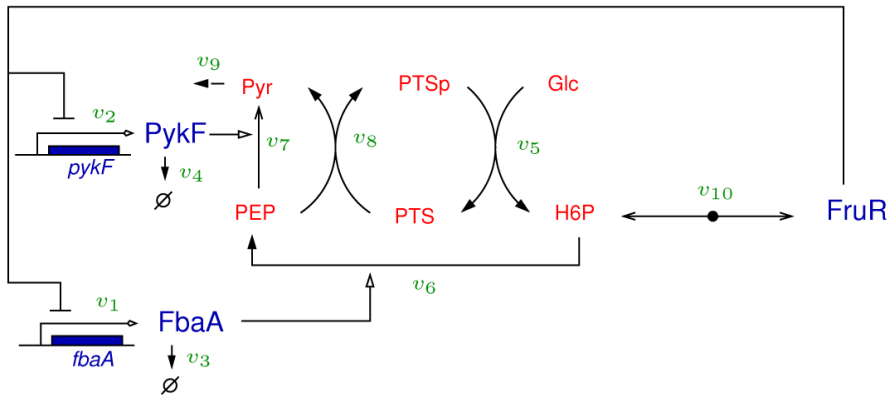 v9 Pyr PTSp Glc
v2 PykF v7 v8 v5
pykF v4
PEP PTS H6P v10 FruR
v6
v1 FbaA
fbaA v3